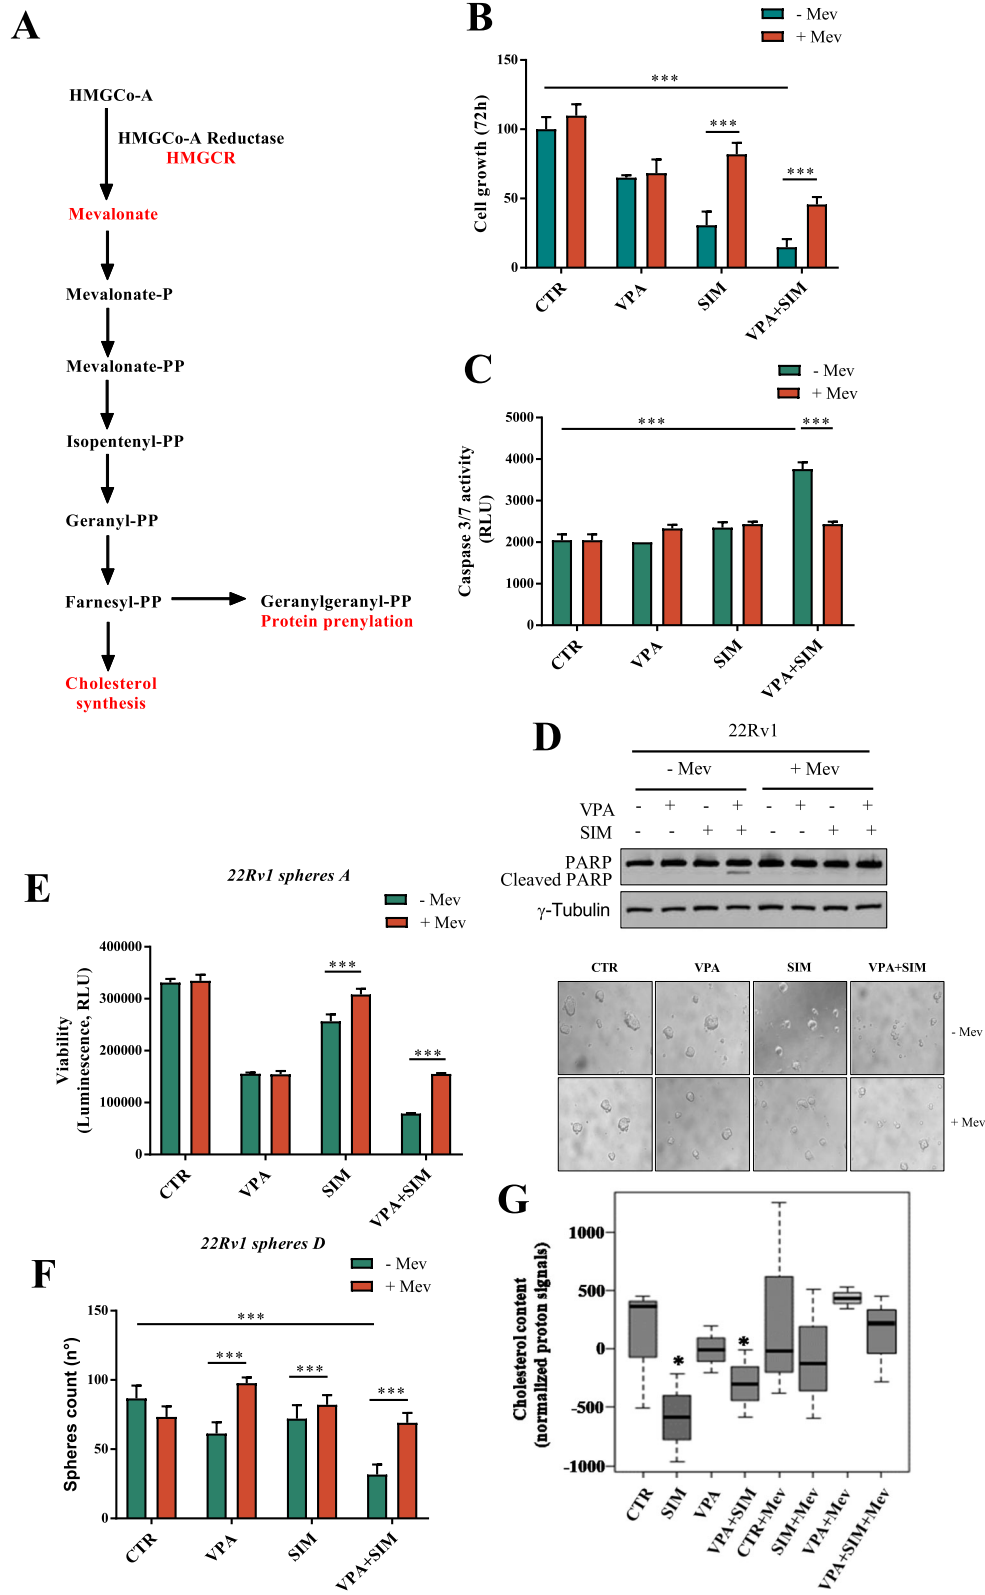 A
HMGCo-A
HMGCo-A Reductase
HMGCR
Mevalonate
Mevalonate-P
Mevalonate-PP
Isopentenyl-PP
Geranyl-PP
Farnesyl-PP
Geranylgeranyl-PP
Protein prenylation
Cholesterol
synthesis
B
- Mev
+ Mev
Cell growth (72h)
150
100
50
0
***
***
***
CTR
VPA
SIM
VPA+SIM
C
- Mev
+ Mev
Caspase 3/7 activity
(RLU)
5000
4000
3000
2000
1000
0
***
***
CTR
VPA
SIM
VPA+SIM
D
22Rv1
- Mev
+ Mev
VPA - + - + - + - +
SIM - - + + - - + +
PARP
Cleaved PARP
γ-Tubulin
E
22Rv1 spheres A
- Mev
+ Mev
Viability
(Luminescence, RLU)
400000
300000
200000
100000
0
***
***
CTR
VPA
SIM
VPA+SIM
CTR
VPA
SIM
VPA+SIM
- Mev
+ Mev
F
22Rv1 spheres D
- Mev
+ Mev
Spheres count (n°)
150
100
50
0
***
***
***
***
CTR
VPA
SIM
VPA+SIM
G
Cholesterol content
(normalized proton signals)
1000
500
0
-500
-1000
*
*
CTR
SIM
VPA
VPA+SIM
CTR+Mev
SIM+Mev
VPA+Mev
VPA+SIM+Mev